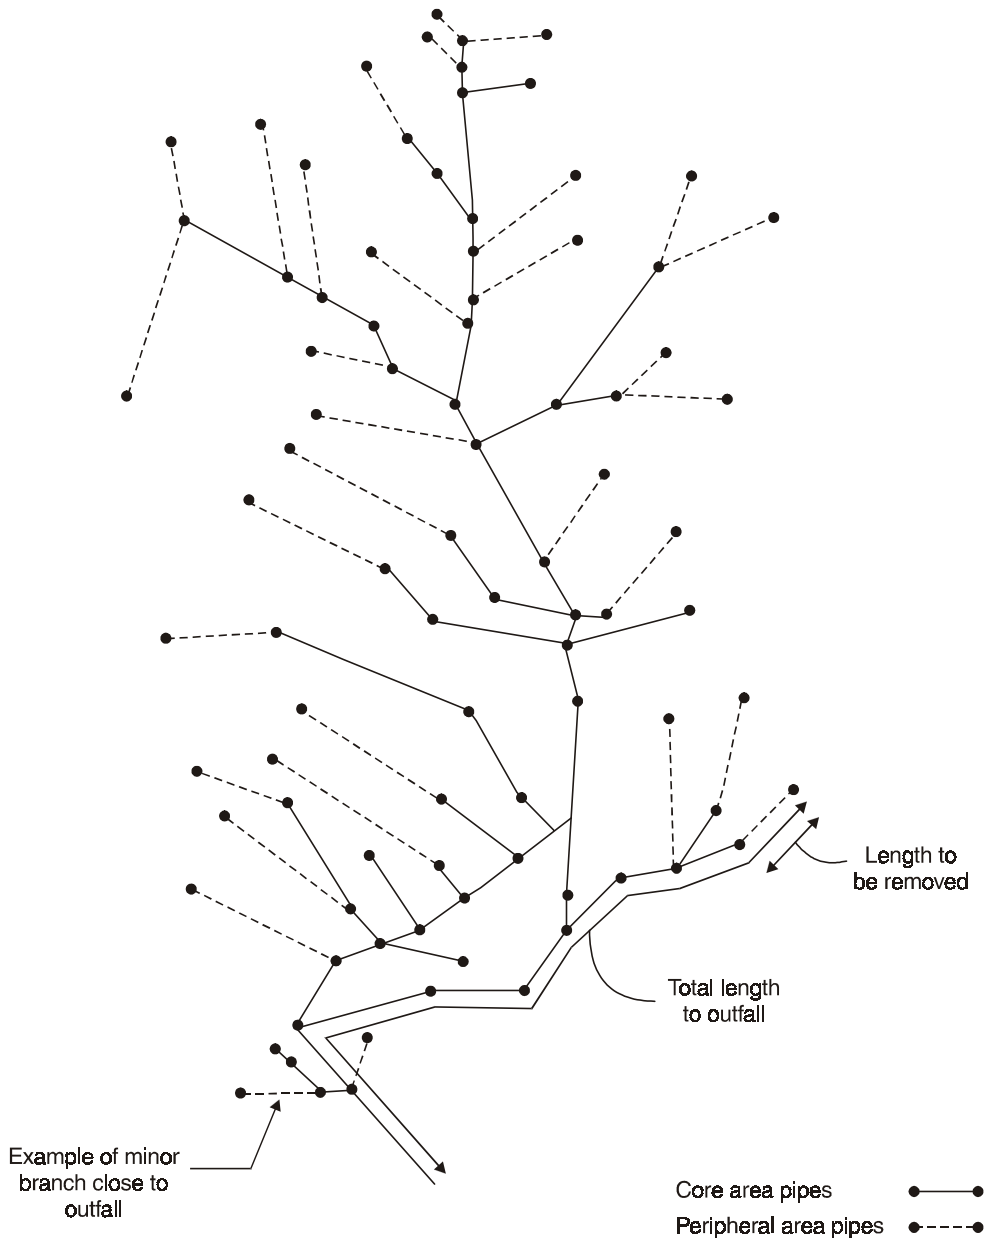 Length to
be removed
Total length
to outfall
Example of minor
branch close to
outfall
Core area pipes
Peripheral area pipes